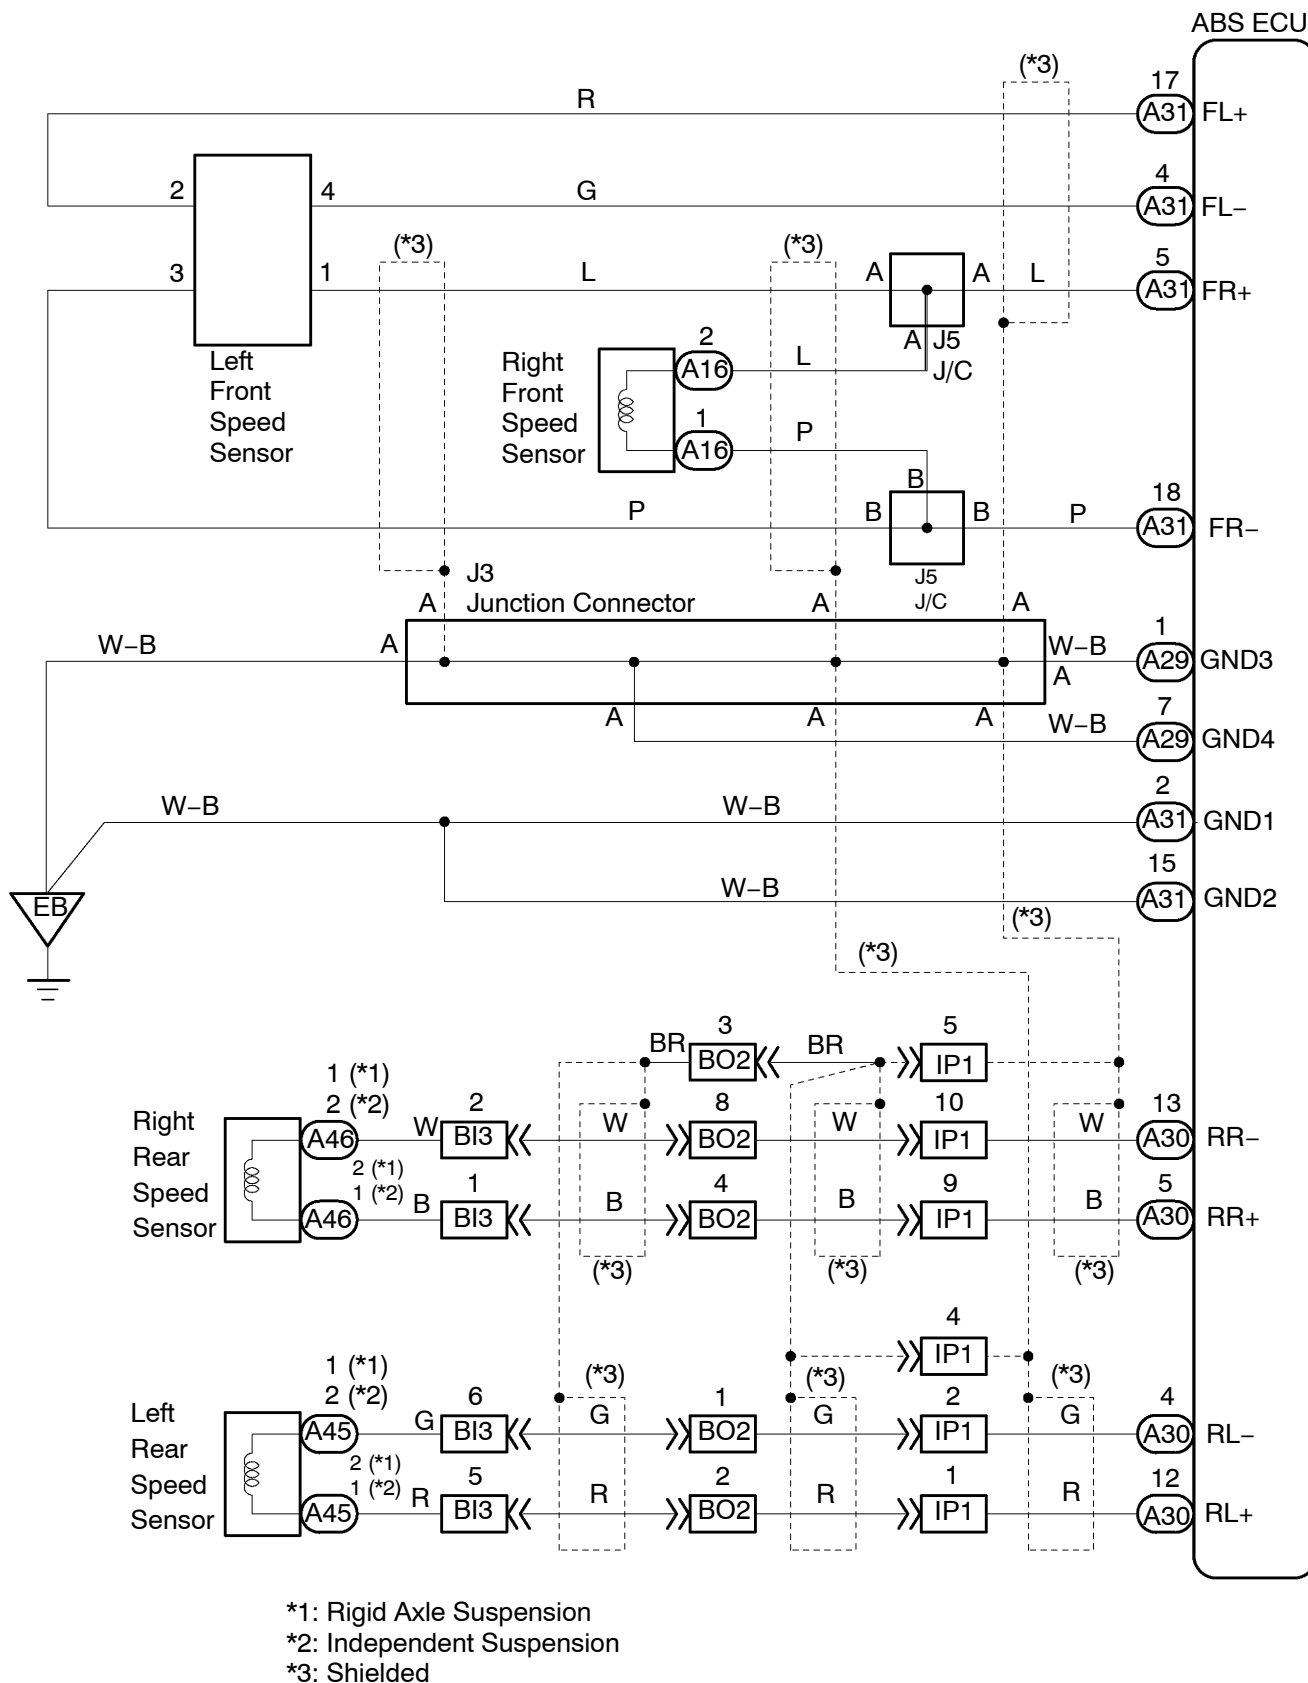 ABS ECU
(*3)
17
R
A31
FL+
4
2
4
G
A31
FL−
(*3)
(*3)
5
3
1
L
A
A
L
A31
FR+
Left
Front
Speed
Sensor
Right
Front
Speed
Sensor
2
A16
L
A
J5
J/C
1
A16
P
B
18
P
B
B
P
A31
FR−
J5
J/C
J3
Junction Connector
A
A
A
1
W−B
A
W−B
A
A29
GND3
A
A
A
7
W−B
A29
GND4
2
W−B
W−B
A31
GND1
15
W−B
A31
GND2
EB
(*3)
(*3)
3
5
BR
BO2
BR
IP1
Right
Rear
Speed
Sensor
1 (*1)
2 (*2)
2
8
10
13
A46
W
BI3
W
BO2
W
IP1
W
A30
RR−
2 (*1)
1 (*2)
1
4
9
5
A46
B
BI3
B
BO2
B
IP1
B
A30
RR+
(*3)
(*3)
(*3)
4
IP1
Left
Rear
Speed
Sensor
1 (*1)
2 (*2)
(*3)
(*3)
(*3)
6
1
2
4
A45
G
BI3
G
BO2
G
IP1
G
A30
RL−
2 (*1)
1 (*2)
5
2
1
12
A45
R
BI3
R
BO2
R
IP1
R
A30
RL+
*1: Rigid Axle Suspension
*2: Independent Suspension
*3: Shielded